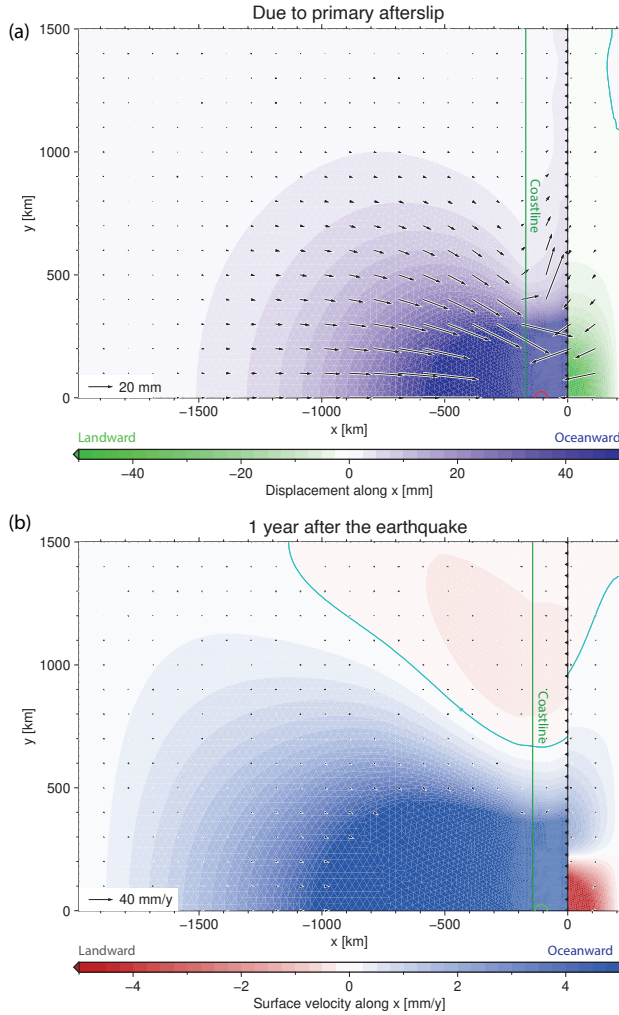 (a)
Due to primary afterslip
1500
1000
500
0
y [km]
Coastline
20 mm
−1500
−1000
−500
0
x [km]
Landward
Oceanward
−40
−20
0
20
40
Displacement along x [mm]
(b)
1 year after the earthquake
1500
1000
500
0
y [km]
Coastline
40 mm/y
−1500
−1000
−500
0
x [km]
Landward
Oceanward
−4
−2
0
2
4
Surface velocity along x [mm/y]